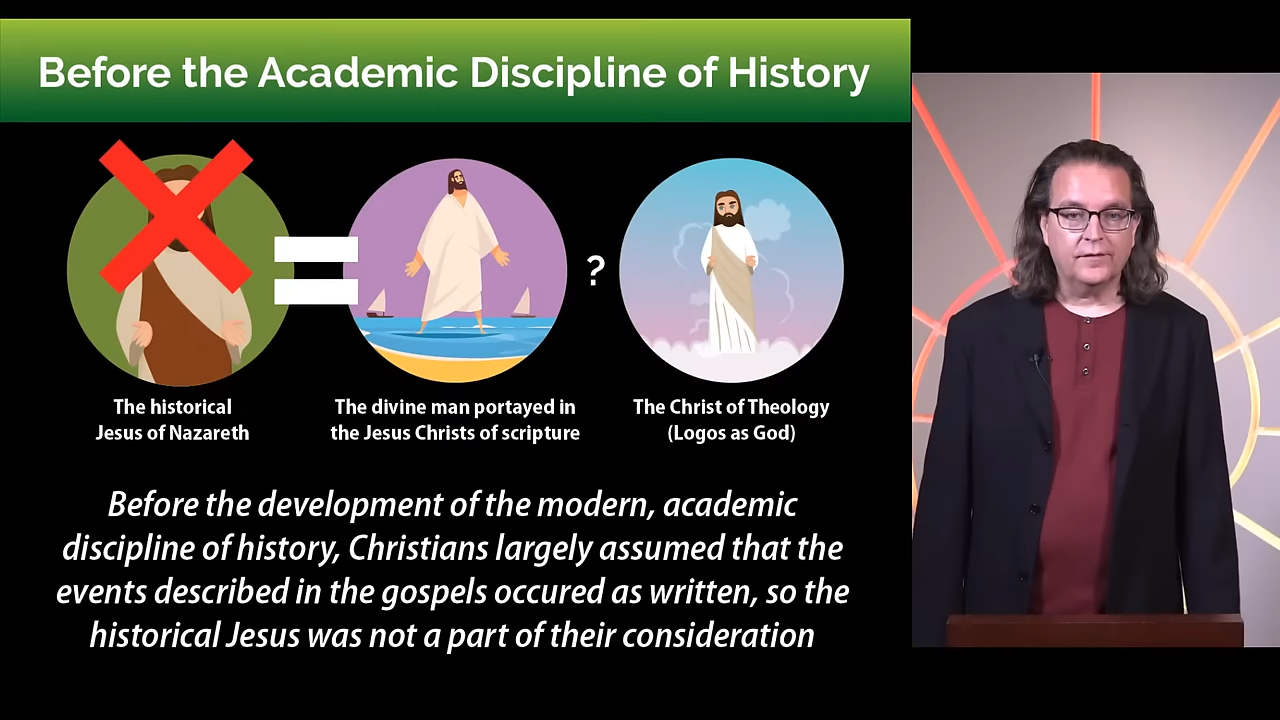 Before the Academic Discipline of History
?
The historical
Jesus of Nazareth
The divine man portayed in
the Jesus Christs of scripture
The Christ of Theology
(Logos as God)
Before the development of the modern, academic
discipline of history, Christians largely assumed that the
events described in the gospels occured as written, so the
historical Jesus was not a part of their consideration